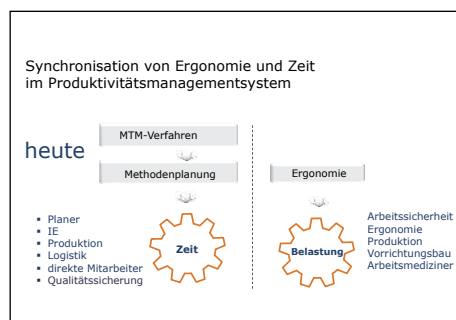 Synchronisation von Ergonomie und Zeit
im Produktivitätsmanagementsystem
heute
MTM-Verfahren
Methodenplanung
Ergonomie
▪ Planer
▪ IE
▪ Produktion
▪ Logistik
▪ direkte Mitarbeiter
▪ Qualitätssicherung
Zeit
Belastung
Arbeitssicherheit
Ergonomie
Produktion
Vorrichtungsbau
Arbeitsmediziner